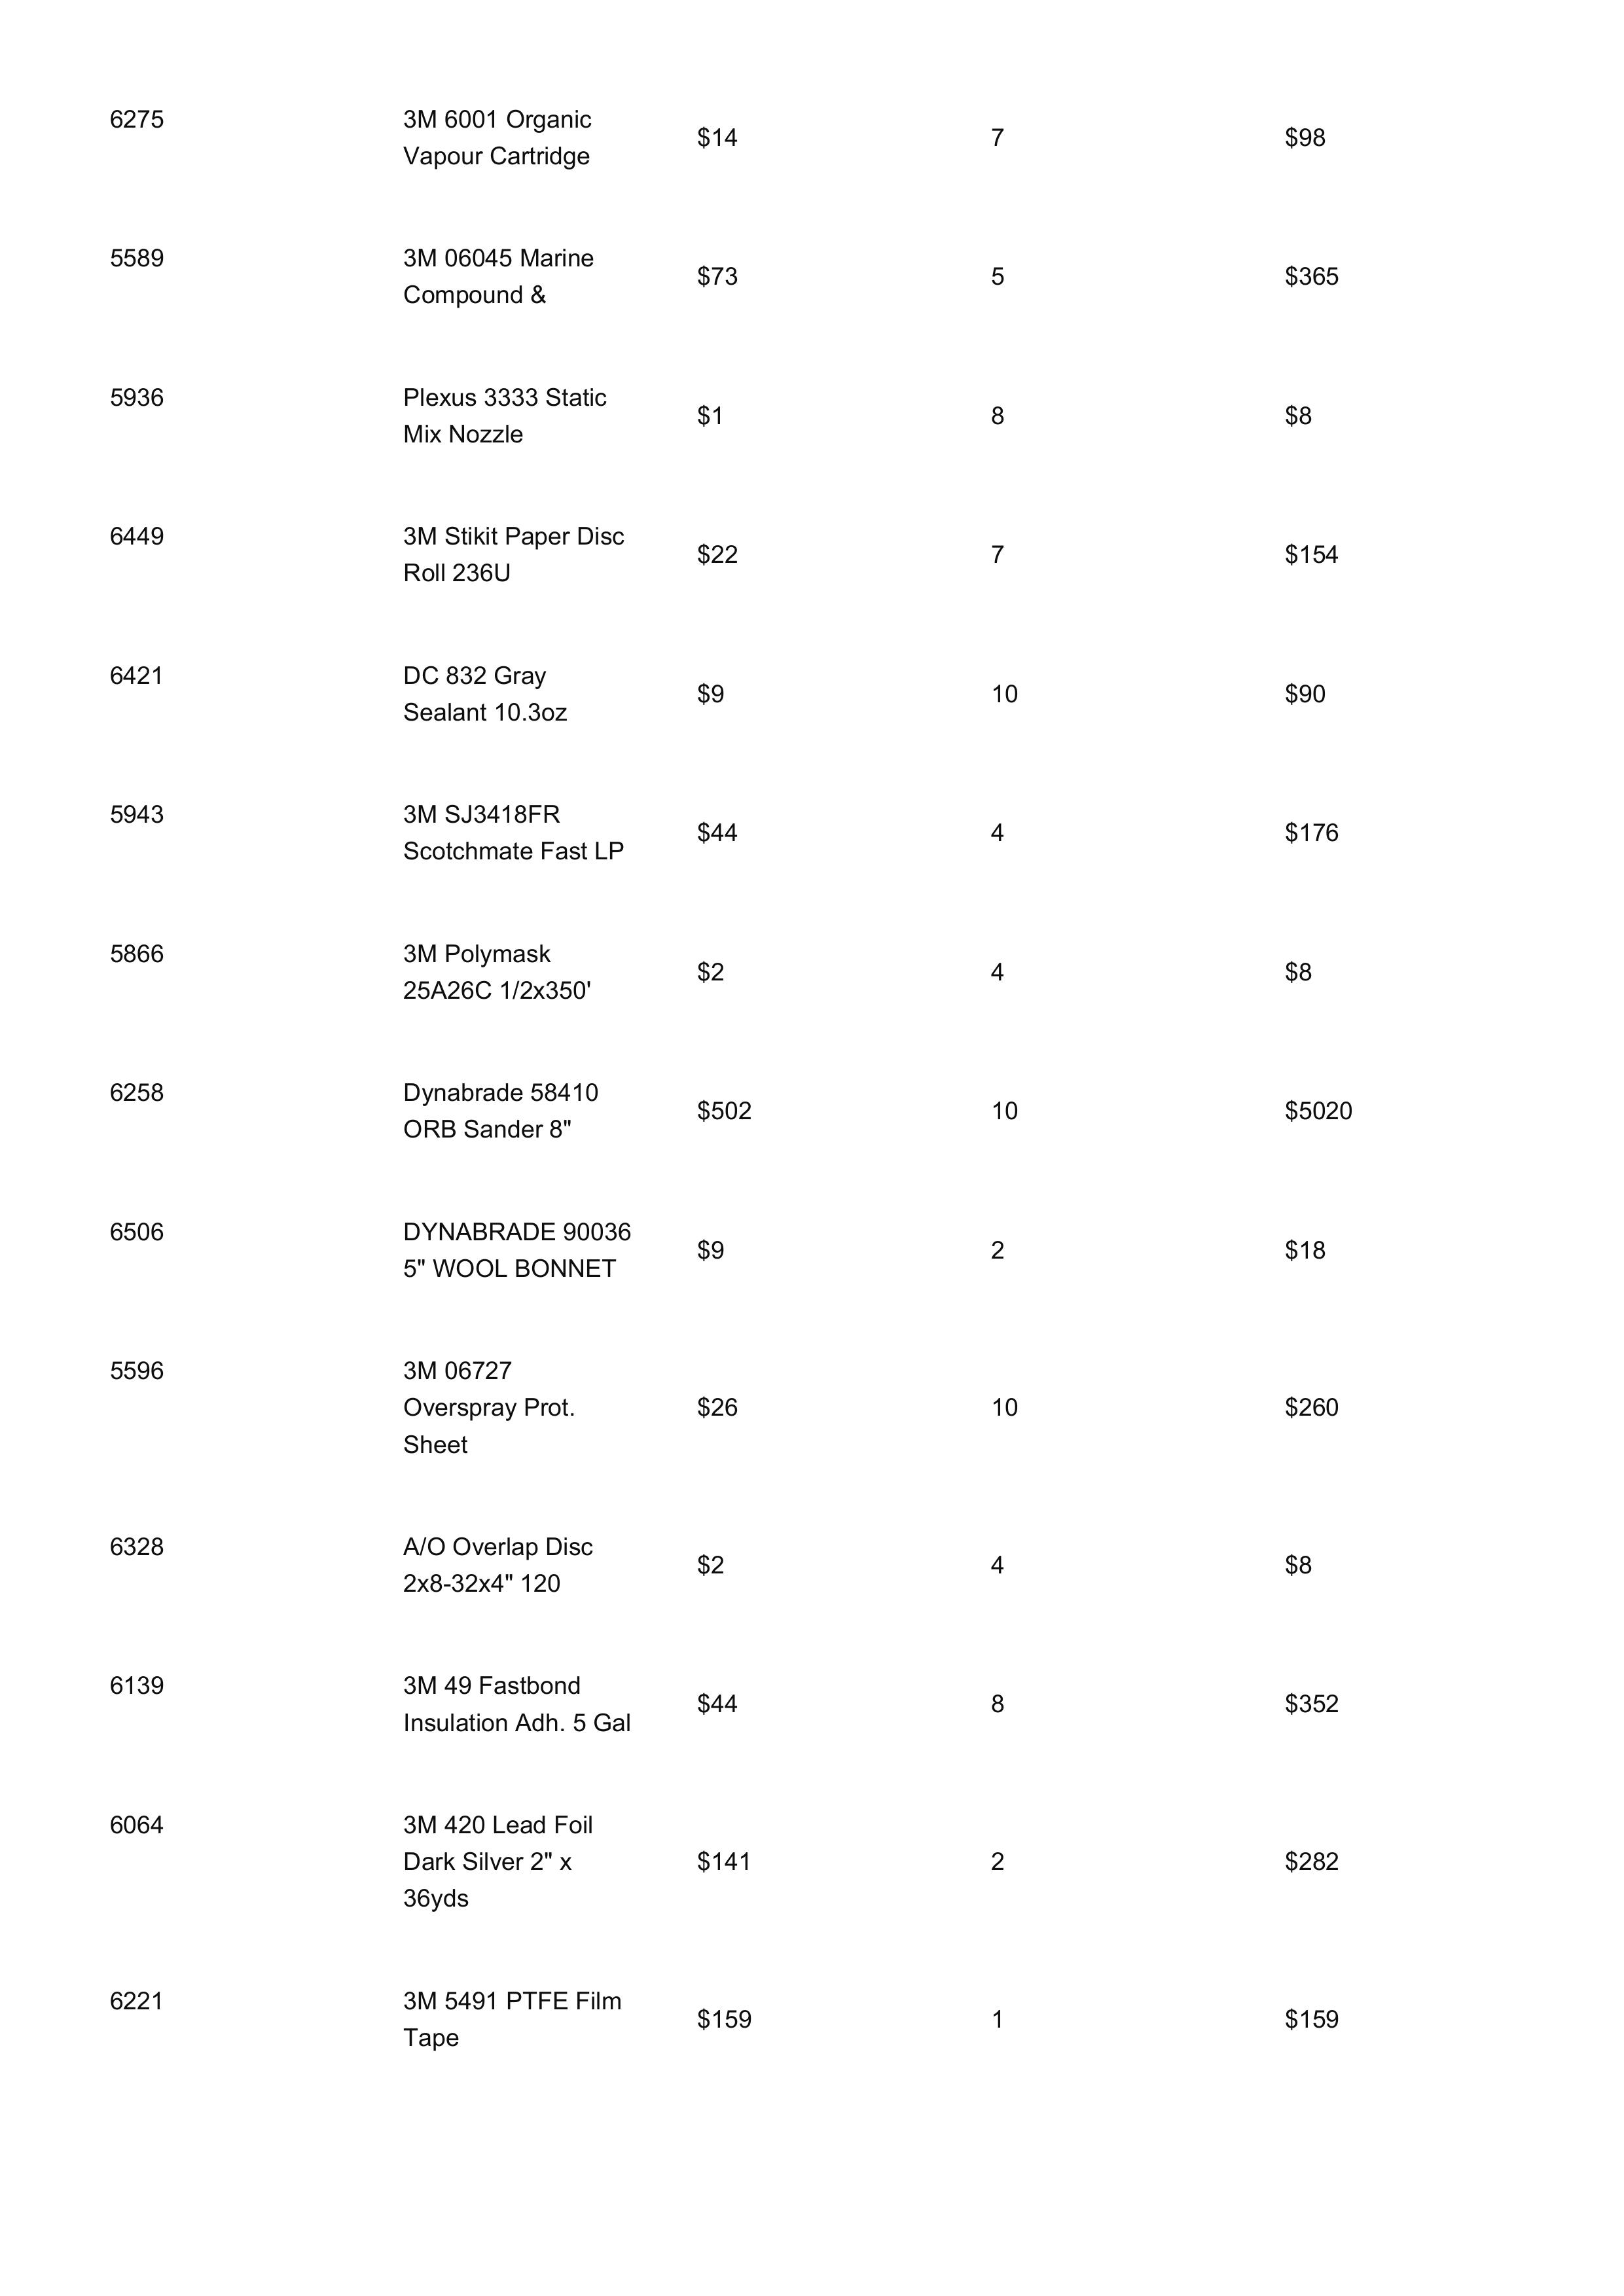 6275 3M 6001 Organic $14 7 $98
Vapour Cartridge
5589 3M 06045 Marine $73 5 $365
Compound &
5936 Plexus 3333 Static $1 8 $8
Mix Nozzle
6449 3M Stikit Paper Disc $22 7 $154
Roll 236U
6421 DC 832 Gray $9 10 $90
Sealant 10.3oz
5943 3M SJ3418FR $44 4 $176
Scotchmate Fast LP
5866 3M Polymask $2 4 $8
25A26C 1/2x350'
6258 Dynabrade 58410 $502 10 $5020
ORB Sander 8"
6506 DYNABRADE 90036 $9 2 $18
5" WOOL BONNET
5596 3M 06727
Overspray Prot. $26 10 $260
Sheet
6328 A/O Overlap Disc $2 4 $8
2x8-32x4" 120
6139 3M 49 Fastbond $44 8 $352
Insulation Adh. 5 Gal
6064 3M 420 Lead Foil
Dark Silver 2" x $141 2 $282
36yds
6221 3M 5491 PTFE Film $159 1 $159
Tape